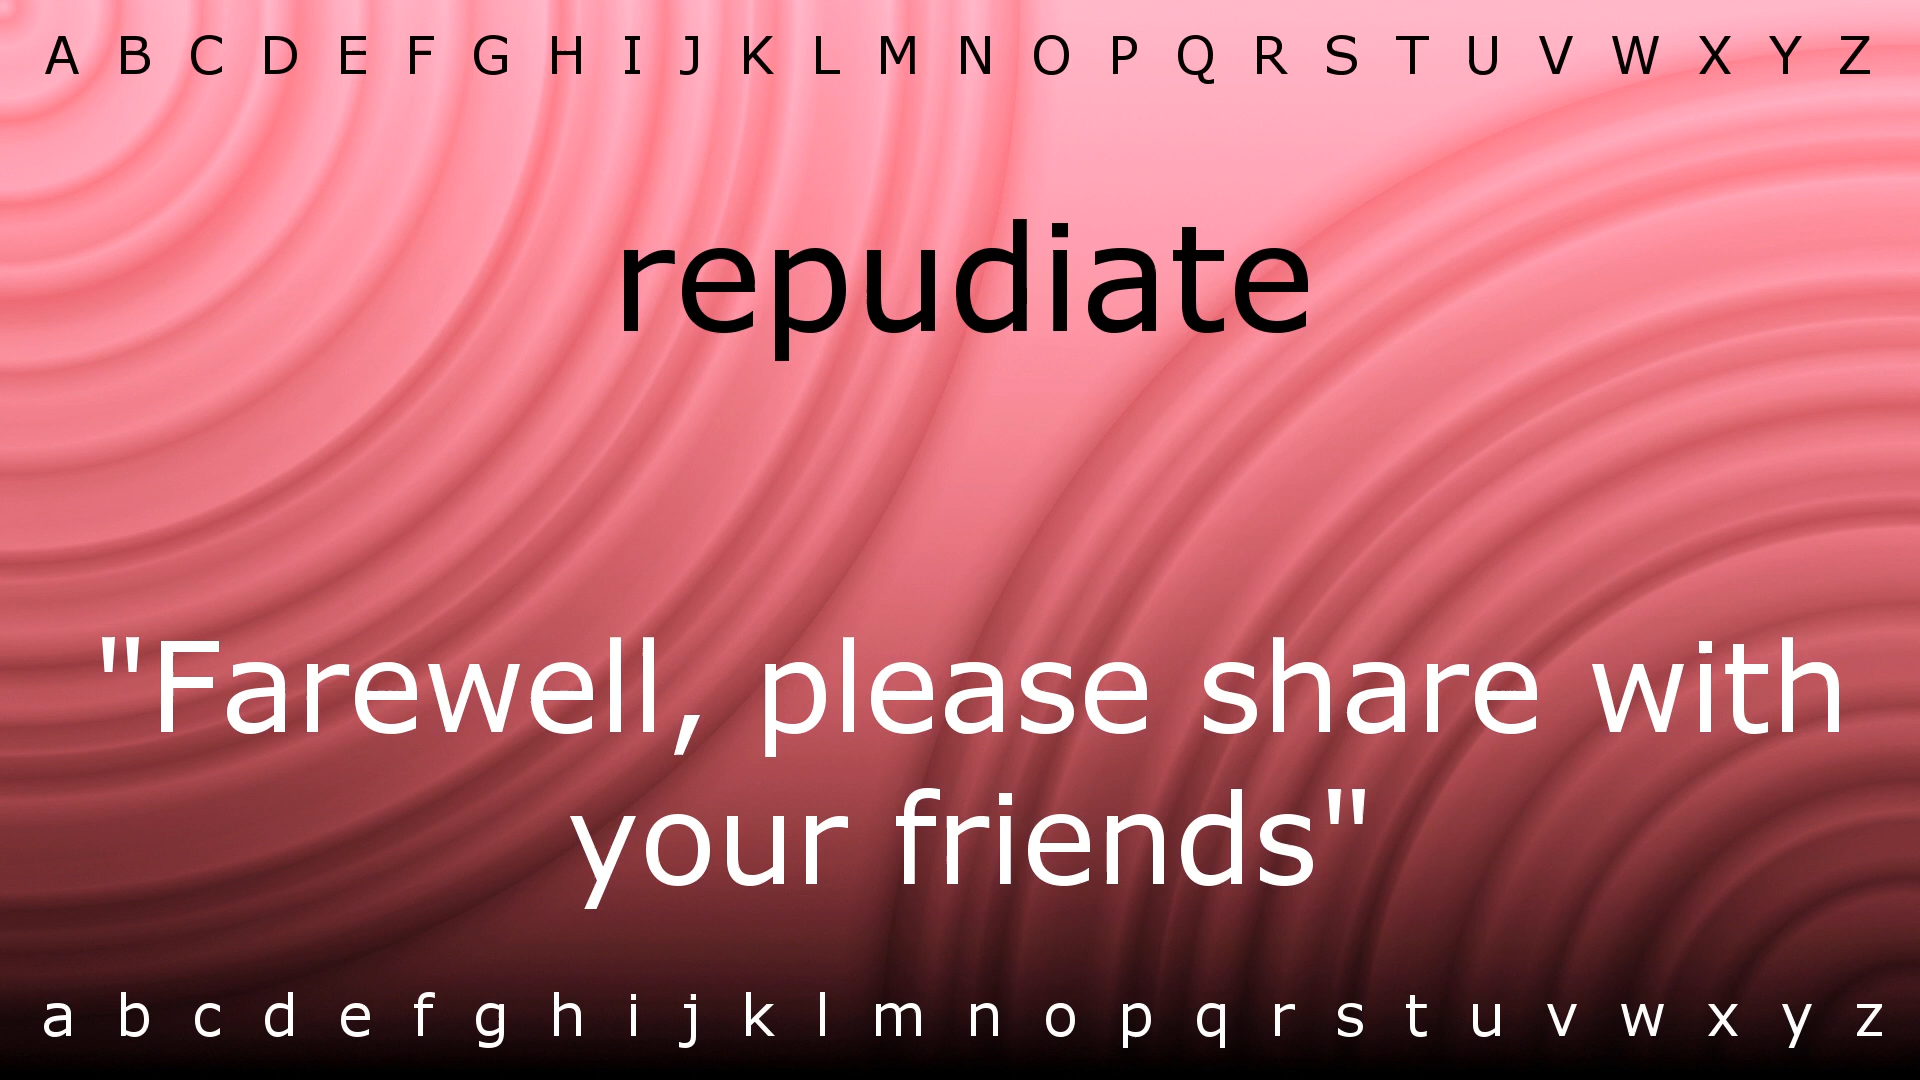 A B C D E F G H I J K L M N O P Q R S T U V W X Y Z
repudiate
"Farewell, please share with
your friends"
a b c d e f g h i j k l m n o p q r s t u v w x y z